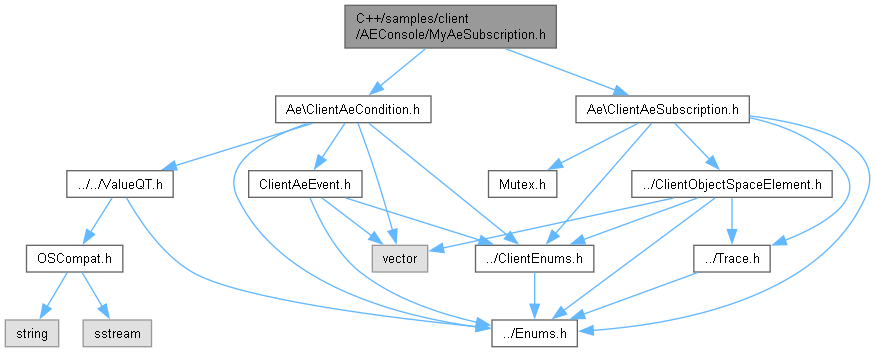 C++/samples/client
/AEConsole/MyAeSubscription.h
Ae\ClientAeCondition.h
Ae\ClientAeSubscription.h
../../ValueQT.h
ClientAeEvent.h
Mutex.h
../ClientObjectSpaceElement.h
OSCompat.h
vector
../ClientEnums.h
../Trace.h
string
sstream
../Enums.h